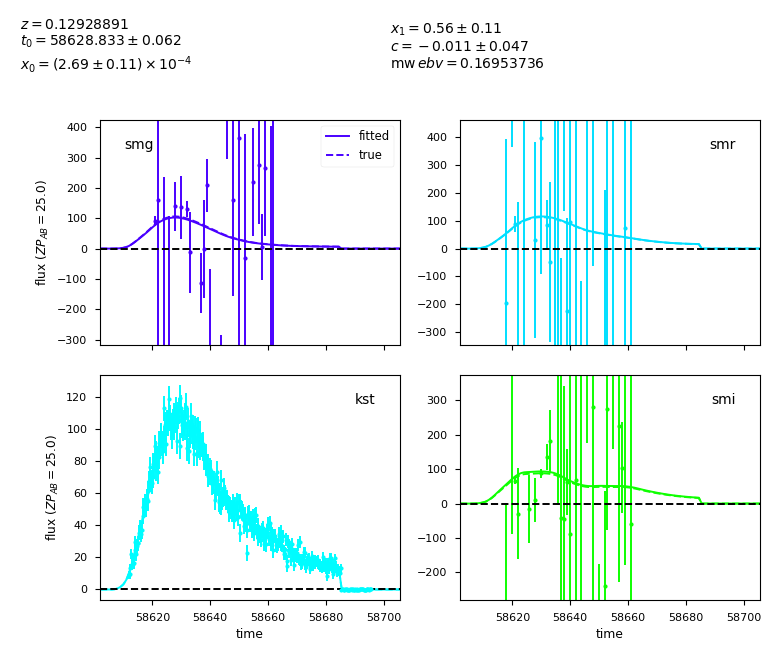 z = 0.12928891
t₀ = 58628.833 ± 0.062
x₀ = (2.69 ± 0.11) × 10⁻⁴
x₁ = 0.56 ± 0.11
c = −0.011 ± 0.047
mw ebv = 0.16953736
smg
fitted
true
400
300
200
100
0
−100
−200
−300
flux (ZP_AB = 25.0)
smr
400
300
200
100
0
−100
−200
−300
kst
120
100
80
60
40
20
0
flux (ZP_AB = 25.0)
58620 58640 58660 58680 58700
time
smi
300
200
100
0
−100
−200
58620 58640 58660 58680 58700
time